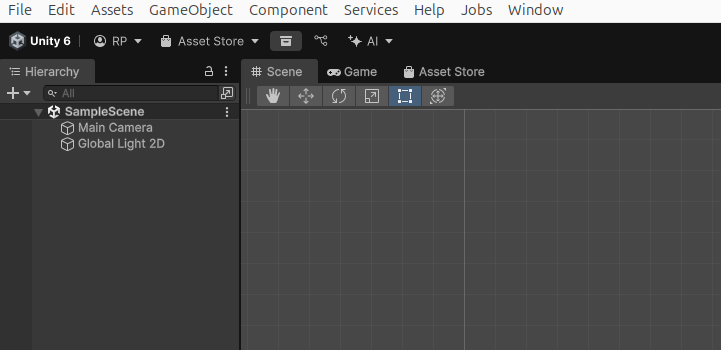 File Edit Assets GameObject Component Services Help Jobs Window
Unity 6 RP Asset Store AI
Hierarchy Scene Game Asset Store
All
SampleScene
Main Camera
Global Light 2D